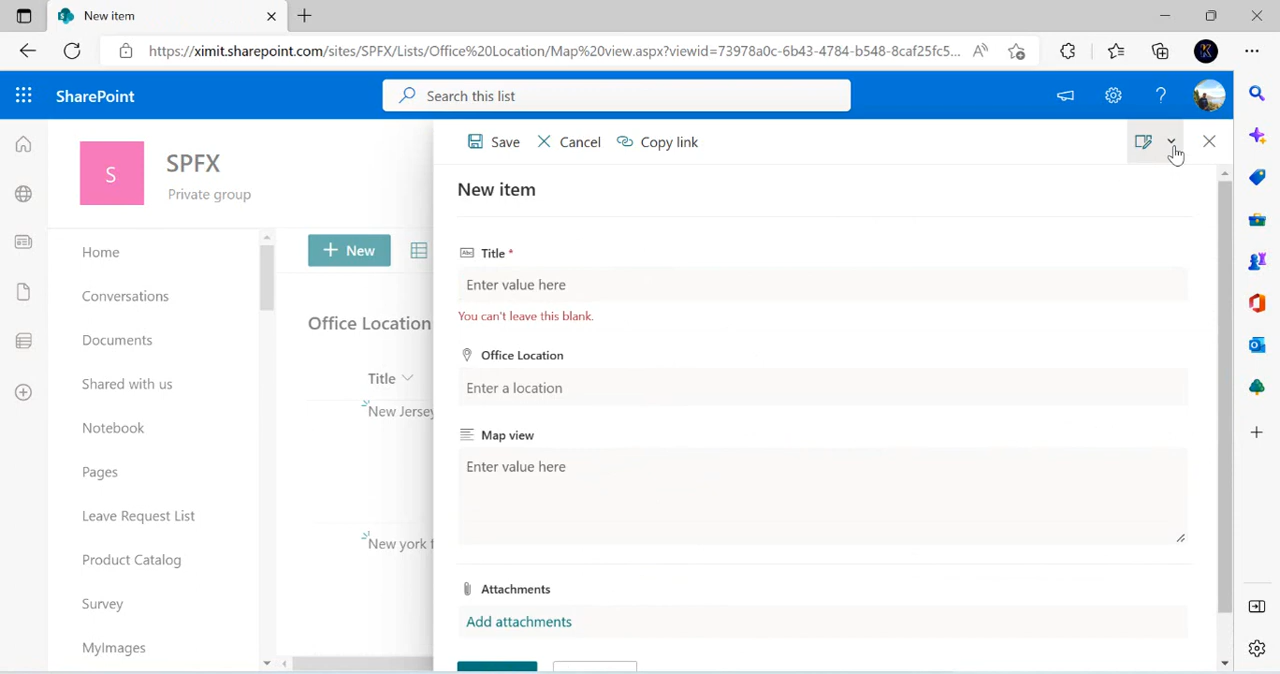 New item
https://ximit.sharepoint.com/sites/SPFX/Lists/Office%20Location/Map%20view.aspx?viewid=73978a0c-6b43-4784-b548-8caf25fc5...
SharePoint
Search this list
S
SPFX
Private group
Home
Conversations
Documents
Shared with us
Notebook
Pages
Leave Request List
Product Catalog
Survey
MyImages
+ New
Office Location
Title
New Jersey
New york
Save
Cancel
Copy link
New item
Title *
Enter value here
You can't leave this blank.
Office Location
Enter a location
Map view
Enter value here
Attachments
Add attachments